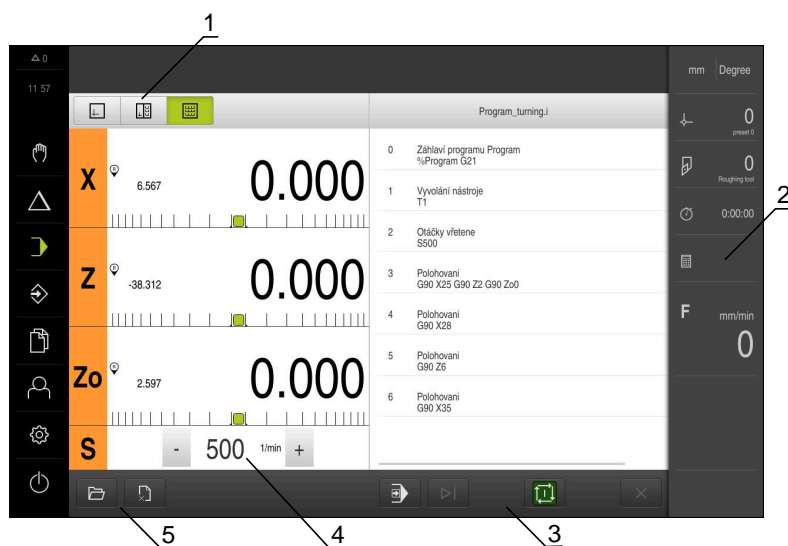 1
0
11 57
mm Degree
Program_turning.i
0
preset 0
0
Roughing tool
0:00:00
2
F mm/min
0
X R 6.567 0.000
Z R -38.312 0.000
Zo R 2.597 0.000
S - 500 1/min +
0 Záhlaví programu Program
%Program G21
1 Vyvolání nástroje
T1
2 Otáčky vřetene
S500
3 Polohovani
G90 X25 G90 Z2 G90 Zo0
4 Polohovani
G90 X28
5 Polohovani
G90 Z6
6 Polohovani
G90 X35
5
4
3